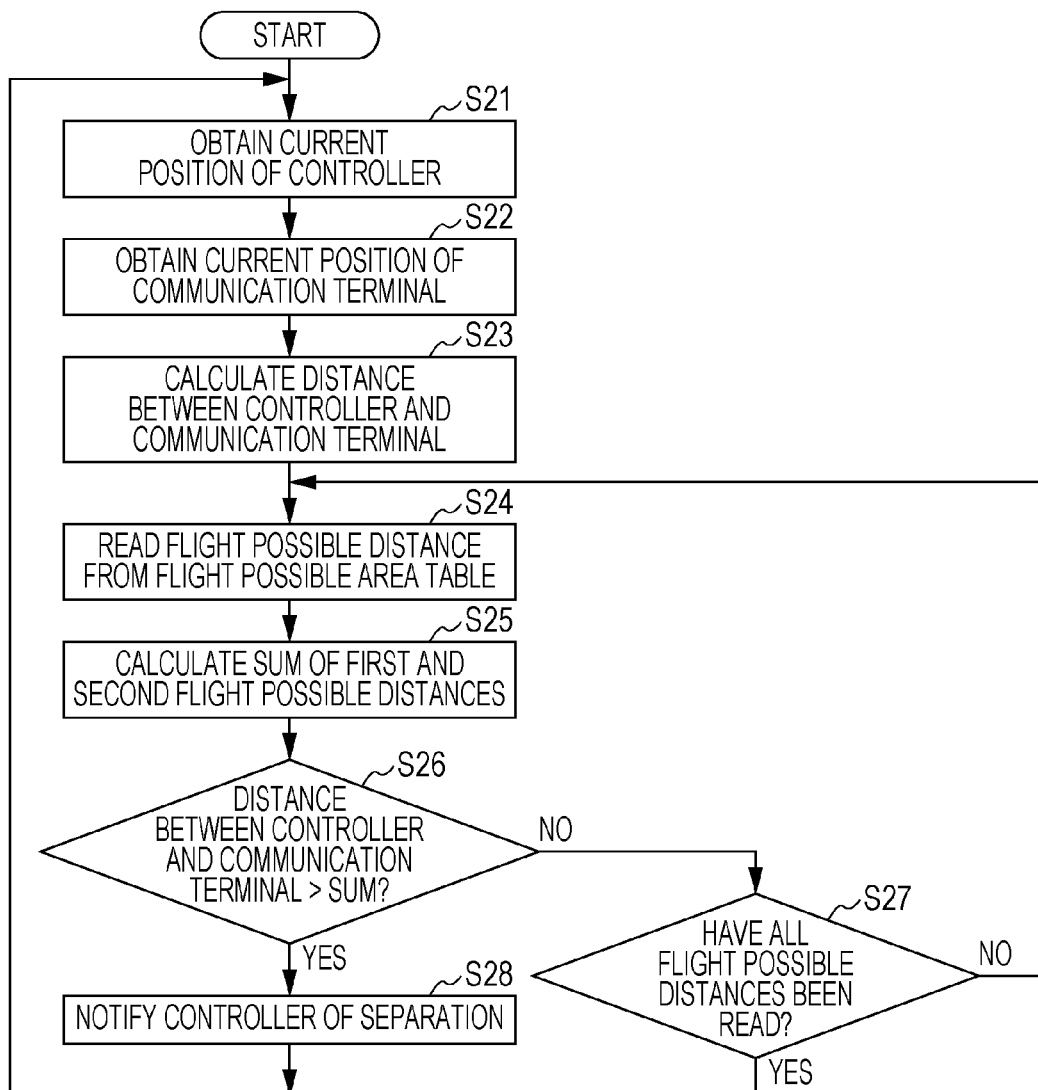 START
S21
OBTAIN CURRENT
POSITION OF CONTROLLER
S22
OBTAIN CURRENT POSITION OF
COMMUNICATION TERMINAL
S23
CALCULATE DISTANCE
BETWEEN CONTROLLER AND
COMMUNICATION TERMINAL
S24
READ FLIGHT POSSIBLE DISTANCE
FROM FLIGHT POSSIBLE AREA TABLE
S25
CALCULATE SUM OF FIRST AND
SECOND FLIGHT POSSIBLE DISTANCES
S26
DISTANCE
BETWEEN CONTROLLER
AND COMMUNICATION
TERMINAL > SUM?
NO
YES
S27
HAVE ALL
FLIGHT POSSIBLE
DISTANCES BEEN
READ?
NO
YES
S28
NOTIFY CONTROLLER OF SEPARATION